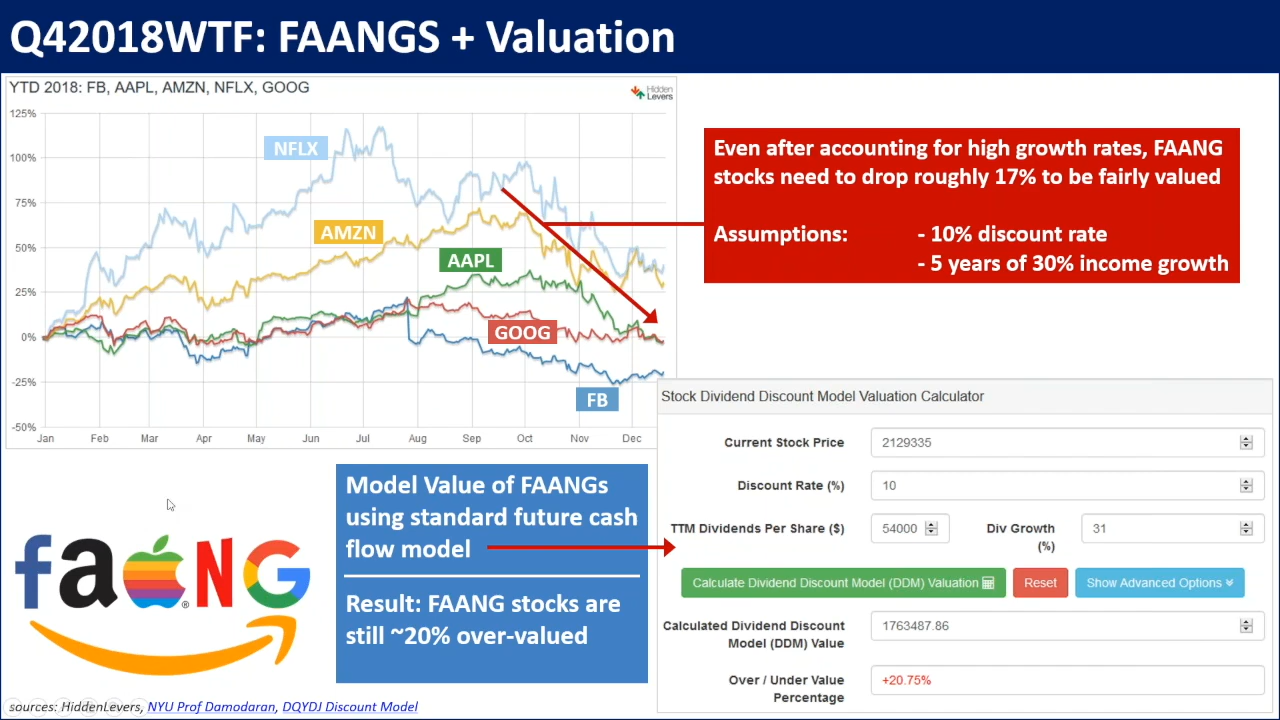 Q42018WTF: FAANGS + Valuation
YTD 2018: FB, AAPL, AMZN, NFLX, GOOG
Hidden
Levers
125%
100%
75%
50%
25%
0%
-25%
-50%
NFLX
AMZN
AAPL
GOOG
FB
Jan Feb Mar Apr May Jun Jul Aug Sep Oct Nov Dec
Even after accounting for high growth rates, FAANG
stocks need to drop roughly 17% to be fairly valued
Assumptions: - 10% discount rate
- 5 years of 30% income growth
faaNG
Model Value of FAANGs
using standard future cash
flow model
Result: FAANG stocks are
still ~20% over-valued
Stock Dividend Discount Model Valuation Calculator
Current Stock Price 2129335
Discount Rate (%) 10
TTM Dividends Per Share ($) 54000 Div Growth 31
(%)
Calculate Dividend Discount Model (DDM) Valuation Reset Show Advanced Options
Calculated Dividend Discount 1763487.86
Model (DDM) Value
Over / Under Value +20.75%
Percentage
sources: HiddenLevers, NYU Prof Damodaran, DQYDJ Discount Model